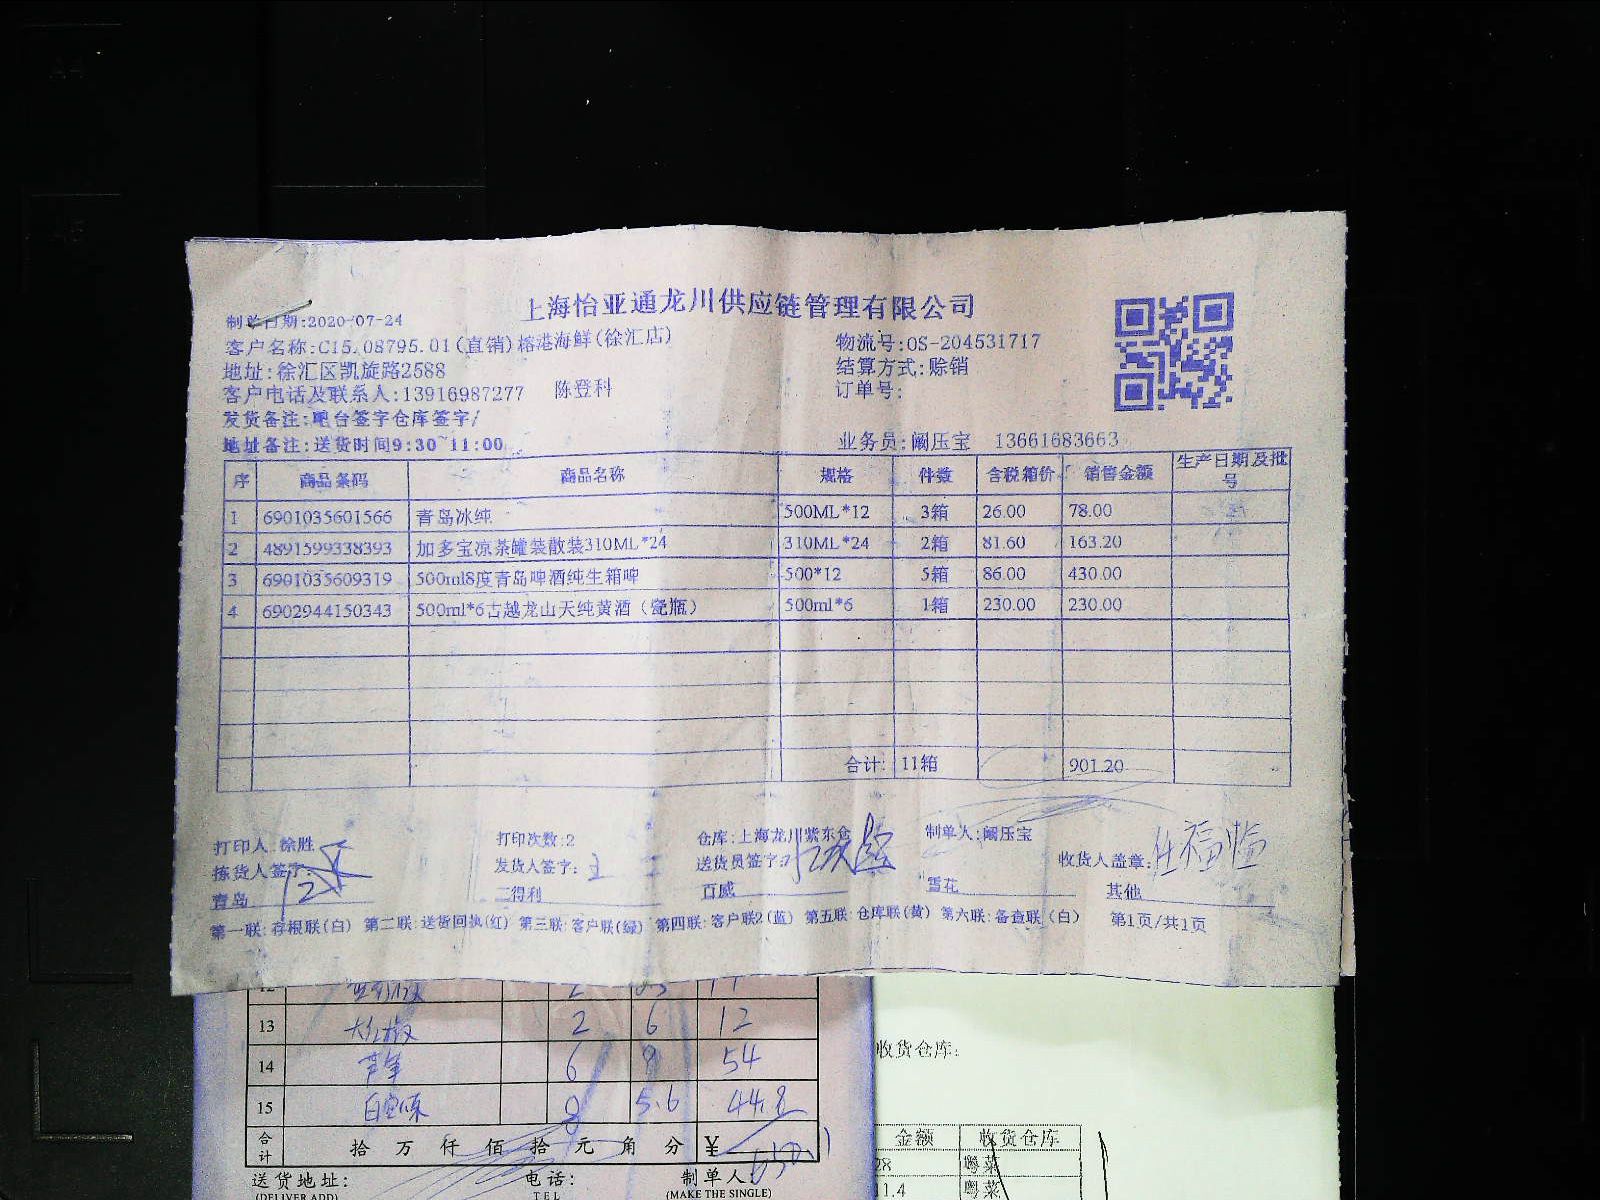 上海怡亚通龙川供应链管理有限公司
制单日期:2020-07-24
客户名称:C15.08795.01(直销)榕港海鲜(徐汇店)
物流号:OS-204531717
地址:徐汇区凯旋路2588
结算方式:赊销
客户电话及联系人:13916987277 陈登科
订单号:
发货备注:吧台签字仓库签字/
地址备注:送货时间9:30~11:00
业务员:阚压宝 13661683663
序 商品条码 商品名称 规格 件数 含税箱价 销售金额 生产日期及批号
1 6901035601566 青岛冰纯 500ML*12 3箱 26.00 78.00
2 4891599338393 加多宝凉茶罐装散装310ML*24 310ML*24 2箱 81.60 163.20
3 6901035609319 500ml8度青岛啤酒纯生箱啤 500*12 5箱 86.00 430.00
4 6902944150343 500ml*6古越龙山天纯黄酒（瓷瓶） 500ml*6 1箱 230.00 230.00
合计: 11箱 901.20
打印人:徐胜 打印次数:2 仓库:上海龙川紫东仓 制单人:阚压宝
拣货人签字: 发货人签字: 王 送货员签字: 收货人盖章: 任福临
青岛 三得利 百威 雪花 其他
第一联:存根联(白) 第二联:送货回执(红) 第三联:客户联(绿) 第四联:客户联2(蓝) 第五联:仓库联(黄) 第六联:备查联(白) 第1页/共1页
13 大红椒 2 6 12
14 芦笋 6 9 54
15 8 5.6 44.8
合计 拾 万 仟 佰 拾 元 角 分 ¥
送货地址: 电话: 制单人:
(DELIVER ADD) TEL (MAKE THE SINGLE)
收货仓库:
金额 收货仓库
28 粤菜
1.4 粤菜